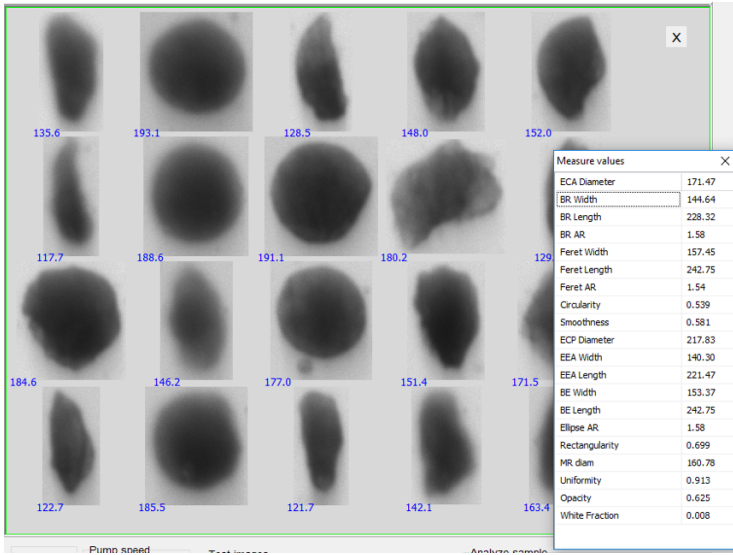 X
135.6 193.1 128.5 148.0 152.0
Measure values
ECA Diameter 171.47
BR Width 144.64
BR Length 228.32
BR AR 1.58
Feret Width 157.45
Feret Length 242.75
Feret AR 1.54
Circularity 0.539
Smoothness 0.581
ECP Diameter 217.83
EEA Width 140.30
EEA Length 221.47
BE Width 153.37
BE Length 242.75
Ellipse AR 1.58
Rectangularity 0.699
MR diam 160.78
Uniformity 0.913
Opacity 0.625
White Fraction 0.008
117.7 188.6 191.1 180.2 129.
184.6 146.2 177.0 151.4 171.5
122.7 185.5 121.7 142.1 163.4
Pump speed Test images Analyze sample